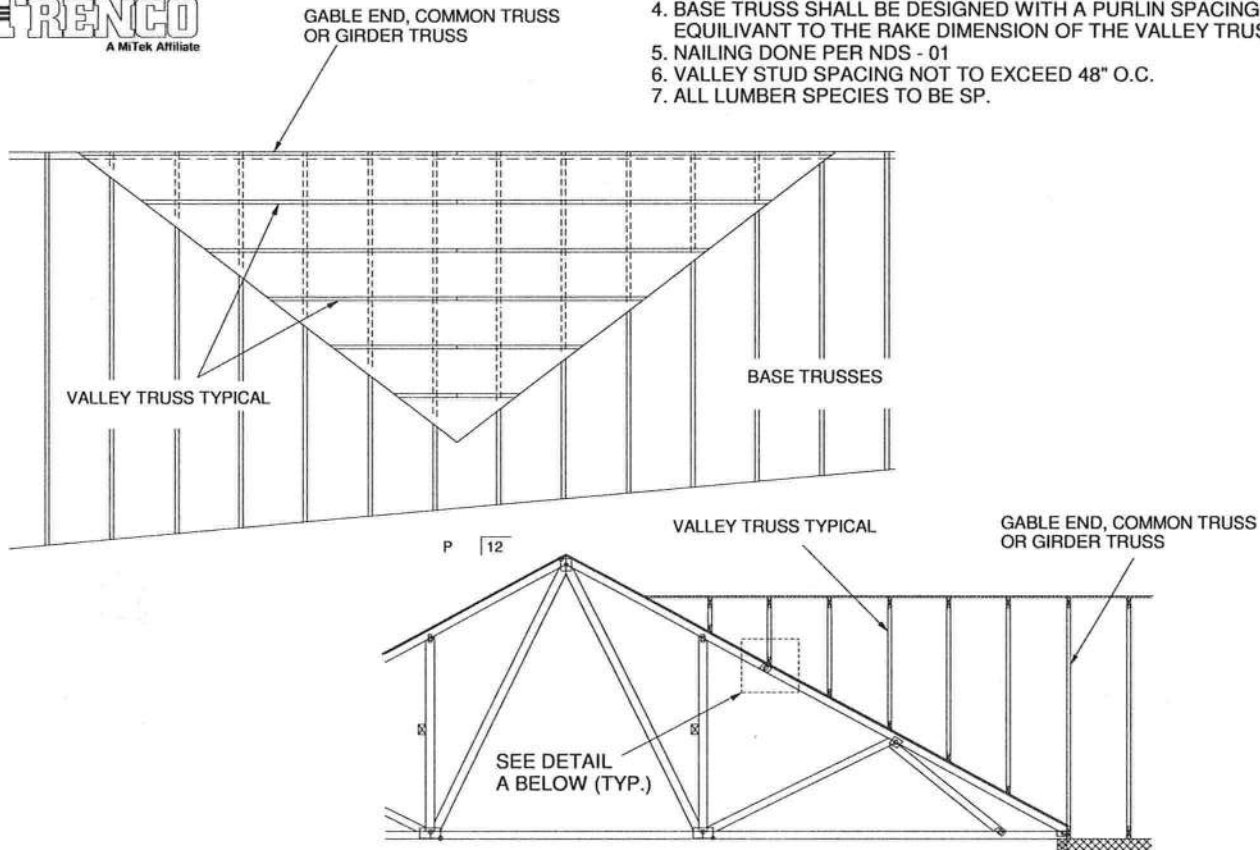 TRENCO
A MiTek Affiliate
GABLE END, COMMON TRUSS
OR GIRDER TRUSS
4. BASE TRUSS SHALL BE DESIGNED WITH A PURLIN SPACING
EQUILIVANT TO THE RAKE DIMENSION OF THE VALLEY
5. NAILING DONE PER NDS - 01
6. VALLEY STUD SPACING NOT TO EXCEED 48" O.C.
7. ALL LUMBER SPECIES TO BE SP.
VALLEY TRUSS TYPICAL
BASE TRUSSES
P 12
VALLEY TRUSS TYPICAL
GABLE END, COMMON TRUSS
OR GIRDER TRUSS
SEE DETAIL
A BELOW (TYP.)